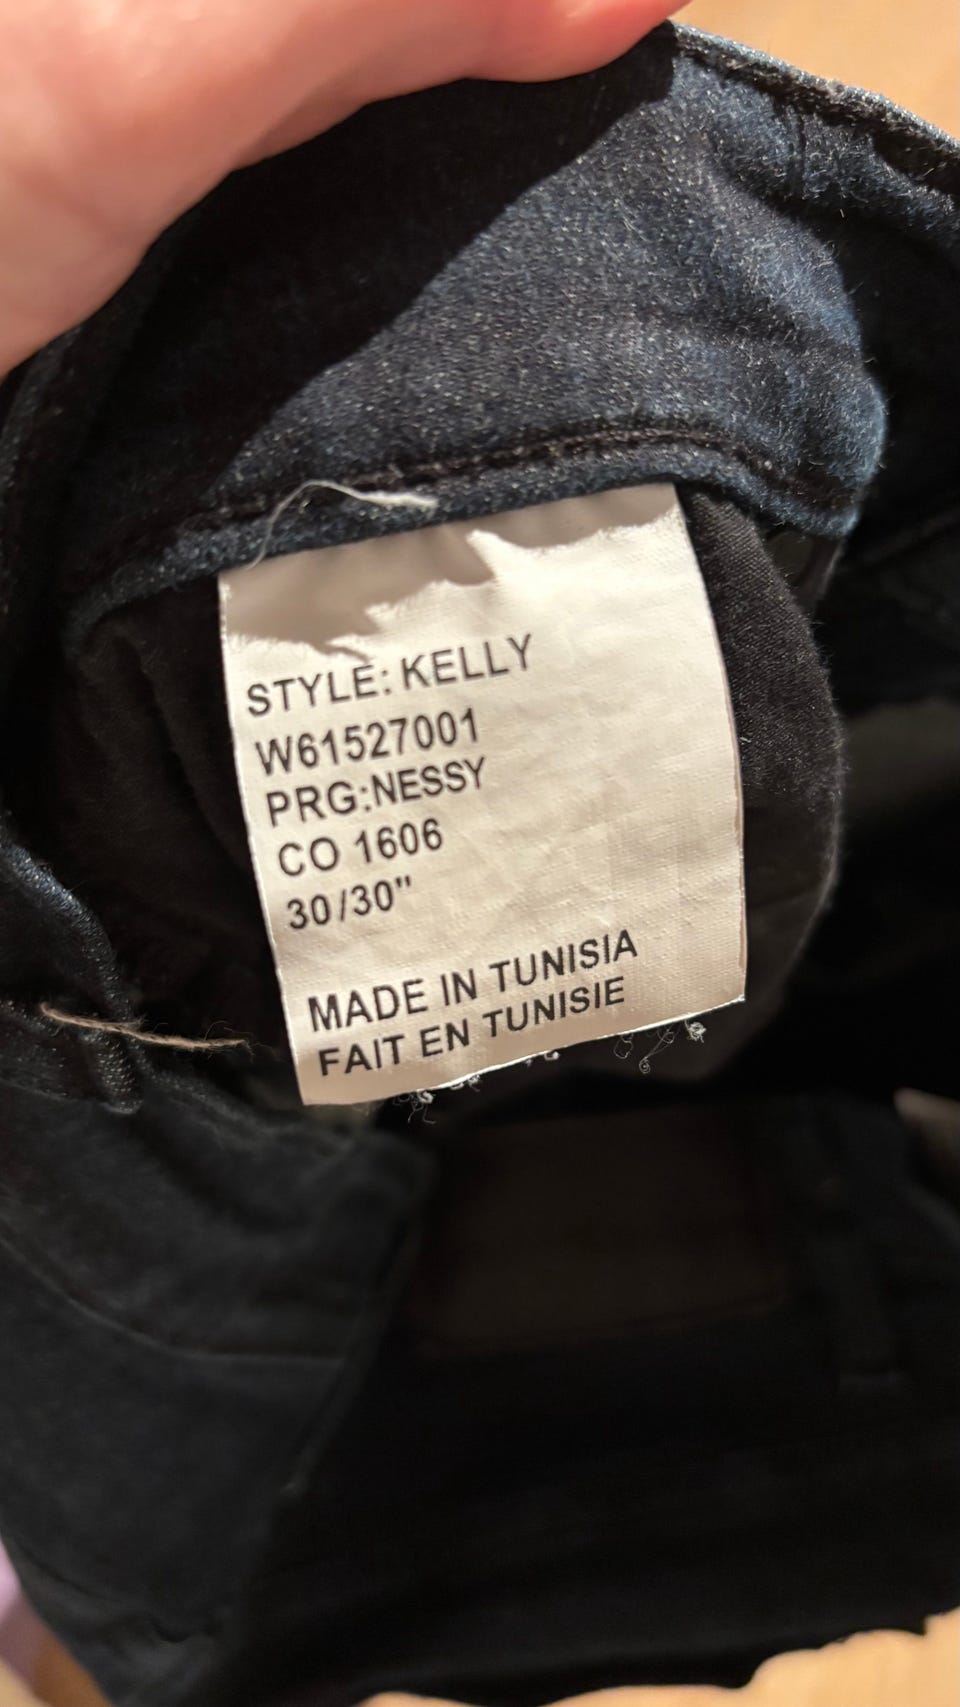 STYLE: KELLY
W61527001
PRG:NESSY
CO 1606
30/30"
MADE IN TUNISIA
FAIT EN TUNISIE